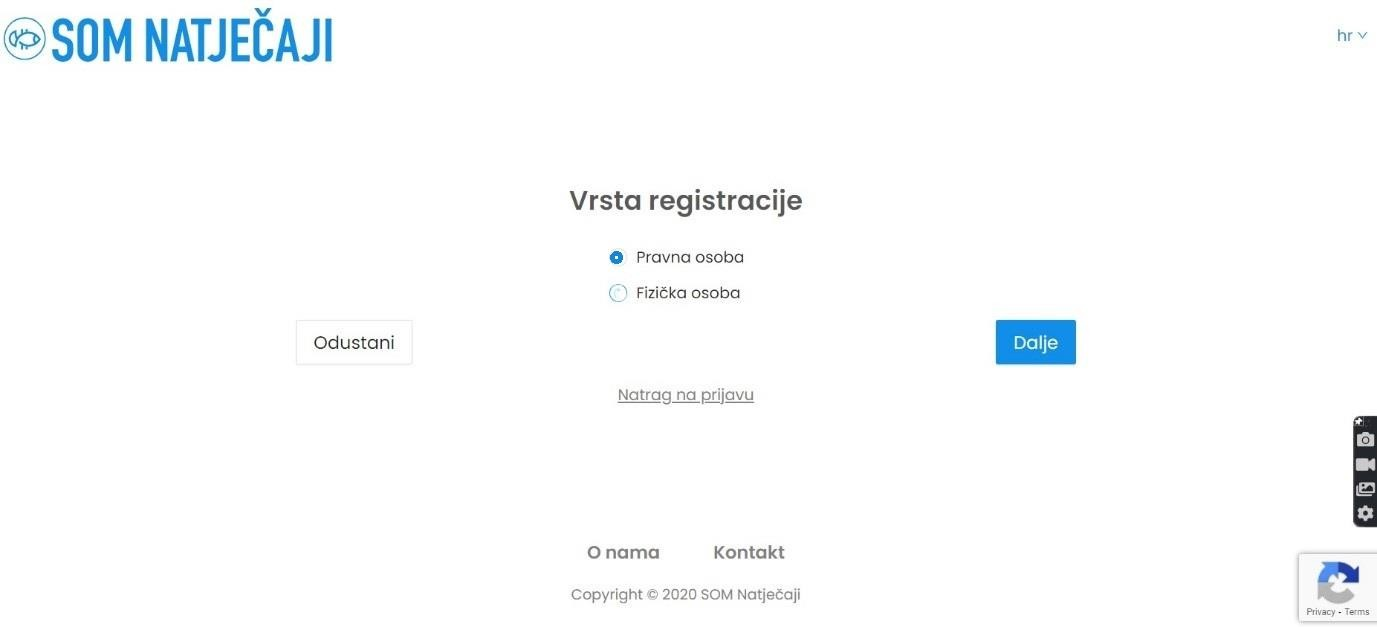 SOM NATJEČAJI
hr
Vrsta registracije
Pravna osoba
Fizička osoba
Odustani
Dalje
Natrag na prijavu
O nama
Kontakt
Copyright © 2020 SOM Natječaji
Privacy - Terms